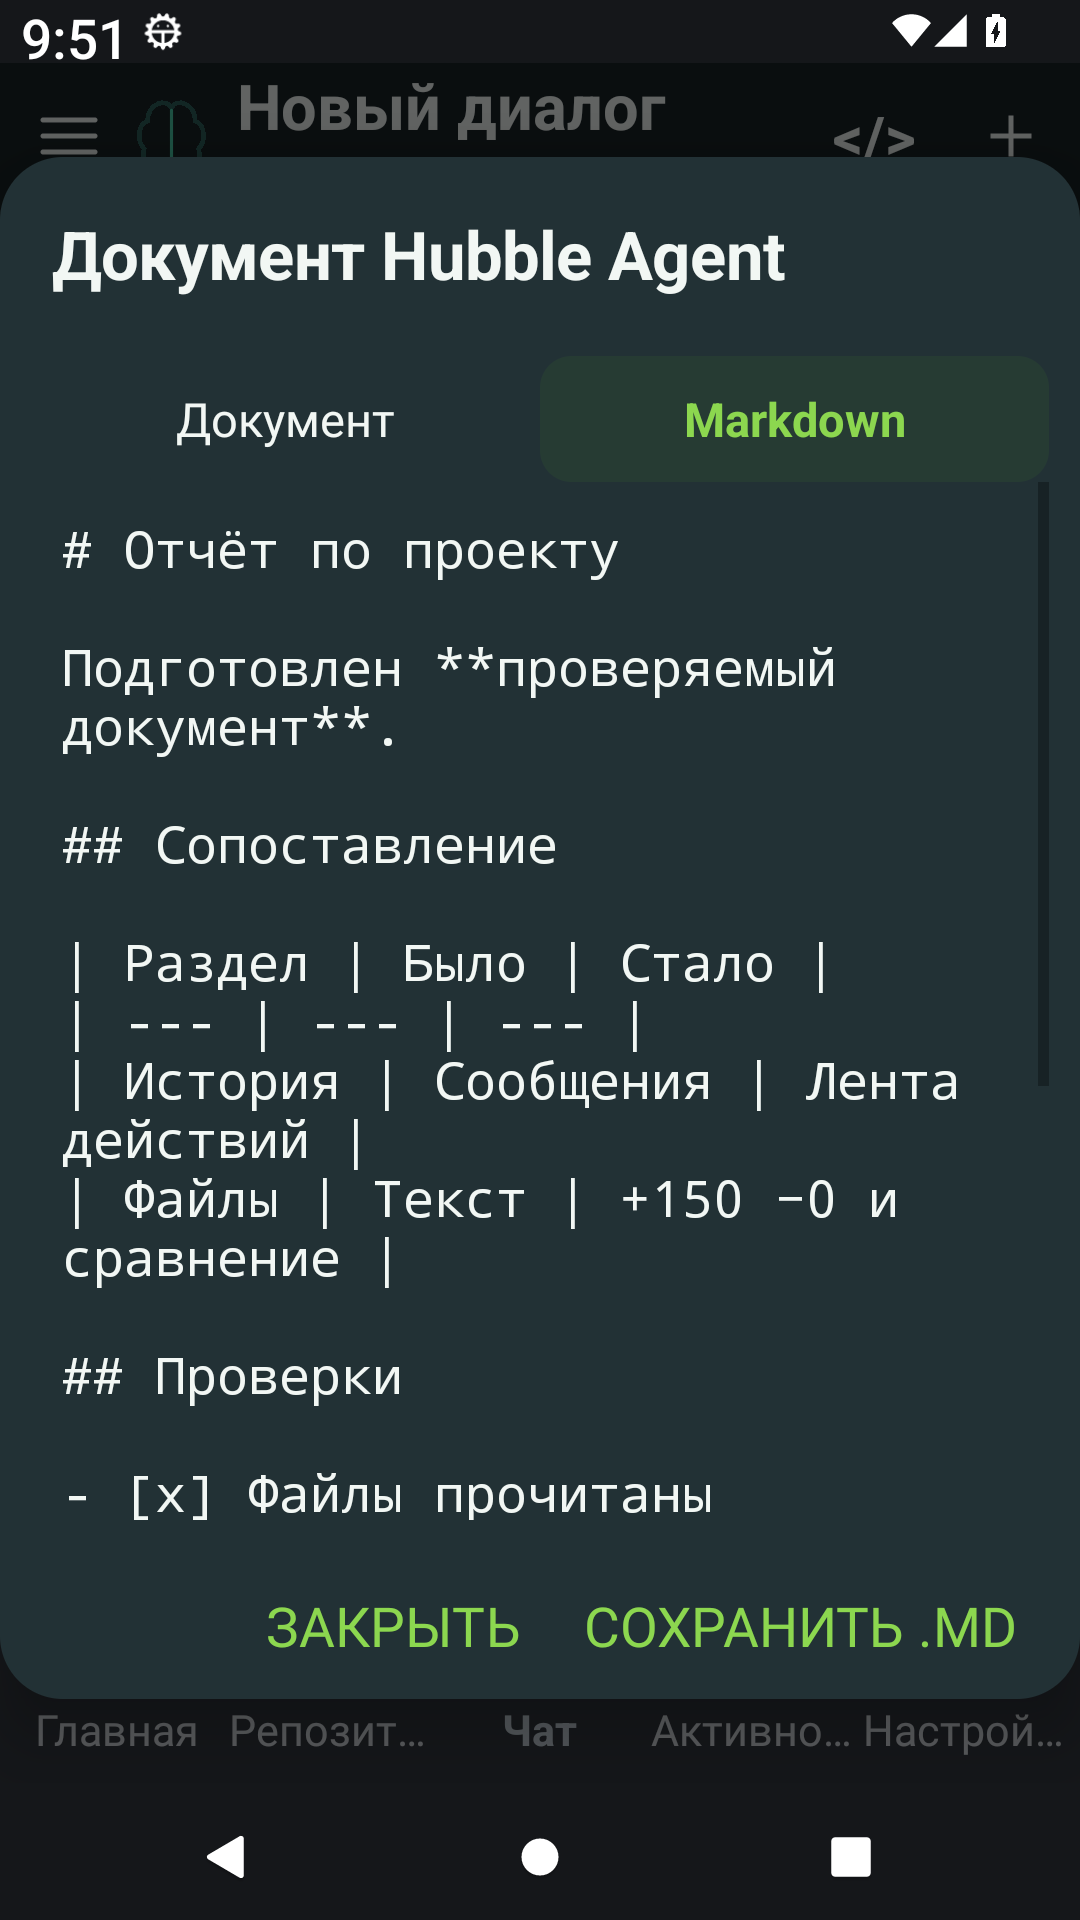 9:51
Новый диалог
</>
Документ Hubble Agent
Документ
Markdown
# Отчёт по проекту
Подготовлен **проверяемый
документ**.
## Сопоставление
| Раздел | Было | Стало |
| --- | --- | --- |
| История | Сообщения | Лента
действий |
| Файлы | Текст | +150 −0 и
сравнение |
## Проверки
- [x] Файлы прочитаны
ЗАКРЫТЬ
СОХРАНИТЬ .MD
Главная
Репозит…
Чат
Активно…
Настрой…